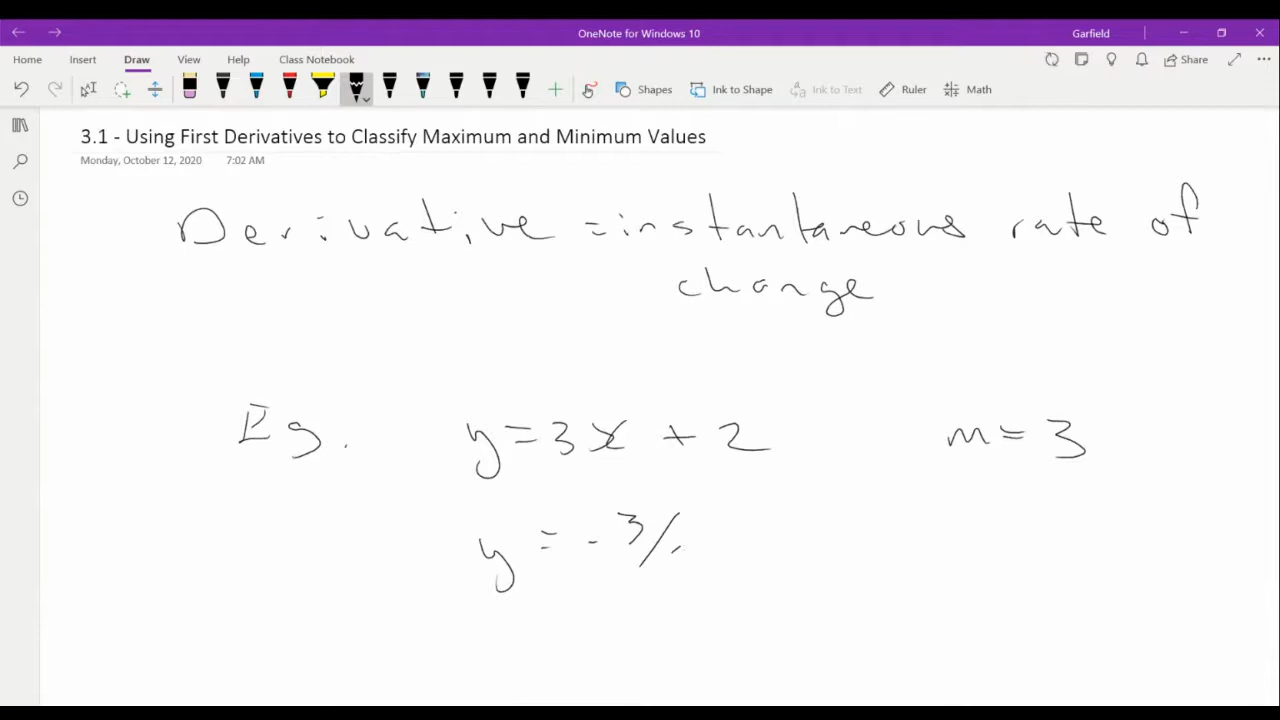 OneNote for Windows 10
Garfield
Home Insert Draw View Help Class Notebook
Share
Shapes Ink to Shape Ink to Text Ruler Math
3.1 - Using First Derivatives to Classify Maximum and Minimum Values
Monday, October 12, 2020 7:02 AM
Derivative = instantaneous rate of
change
Eg. y = 3x + 2 m = 3
y = - 3/